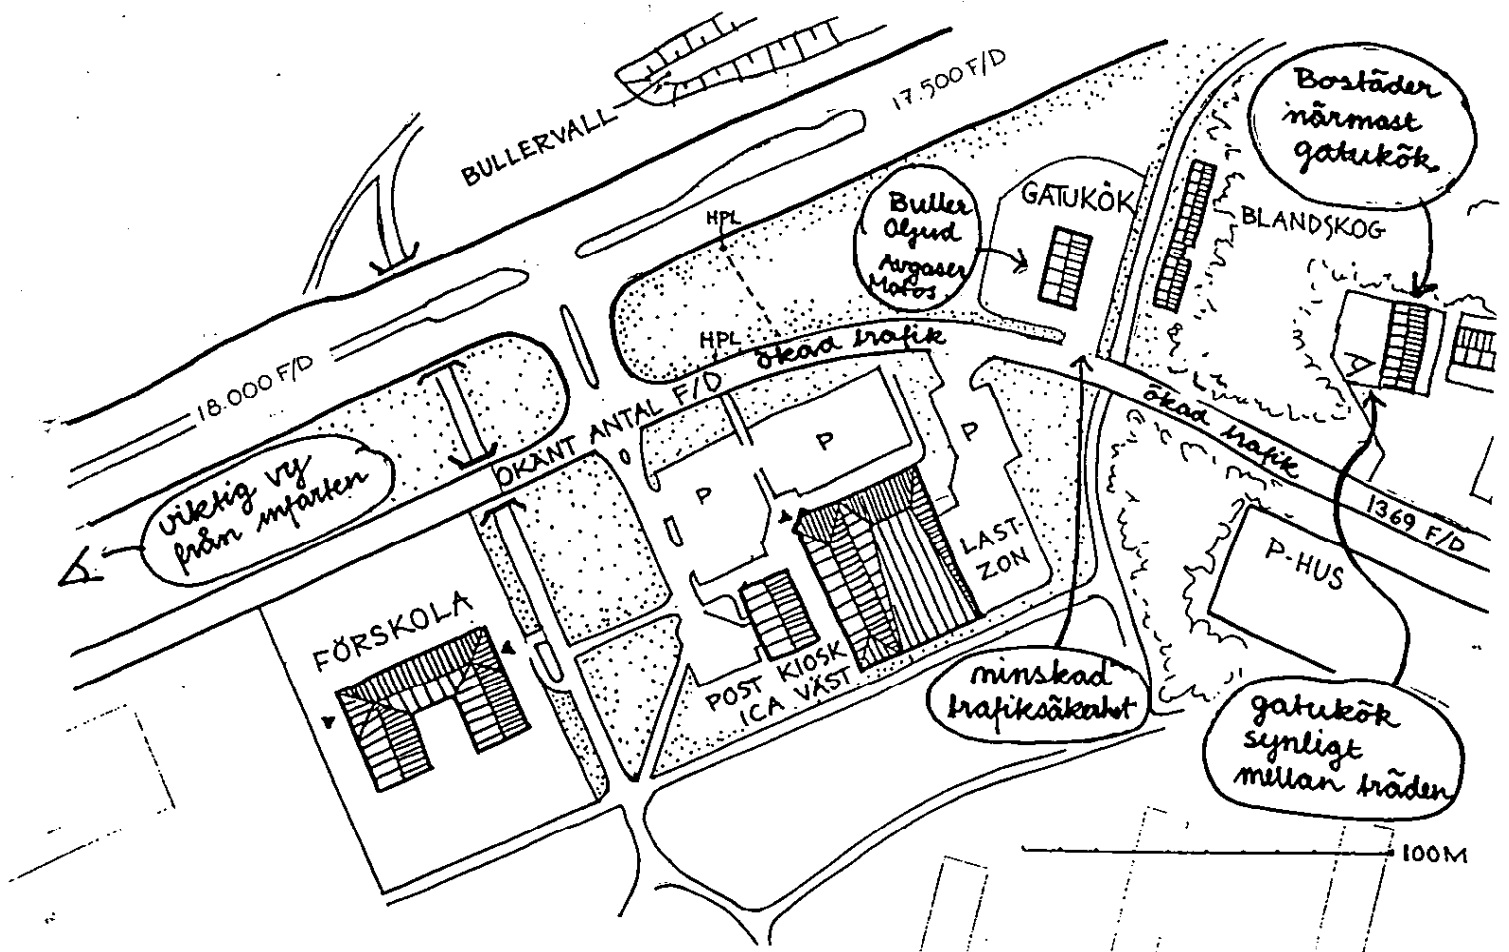 BULLERVALL
17.500 F/D
Bostäder
närmast
gatukök
Buller
Oljud
Avgaser
Mafos
GATUKÖK
BLANDSKOG
HPL
HPL
ökad trafik
18.000 F/D
OKÄNT ANTAL F/D
viktig vy
från infarten
P
P
P
ökad trafik
1369 F/D
LAST-
ZON
P-HUS
FÖRSKOLA
POST KIOSK
ICA VÄST
minskad
trafiksäkerhet
gatukök
synligt
mellan träden
100M